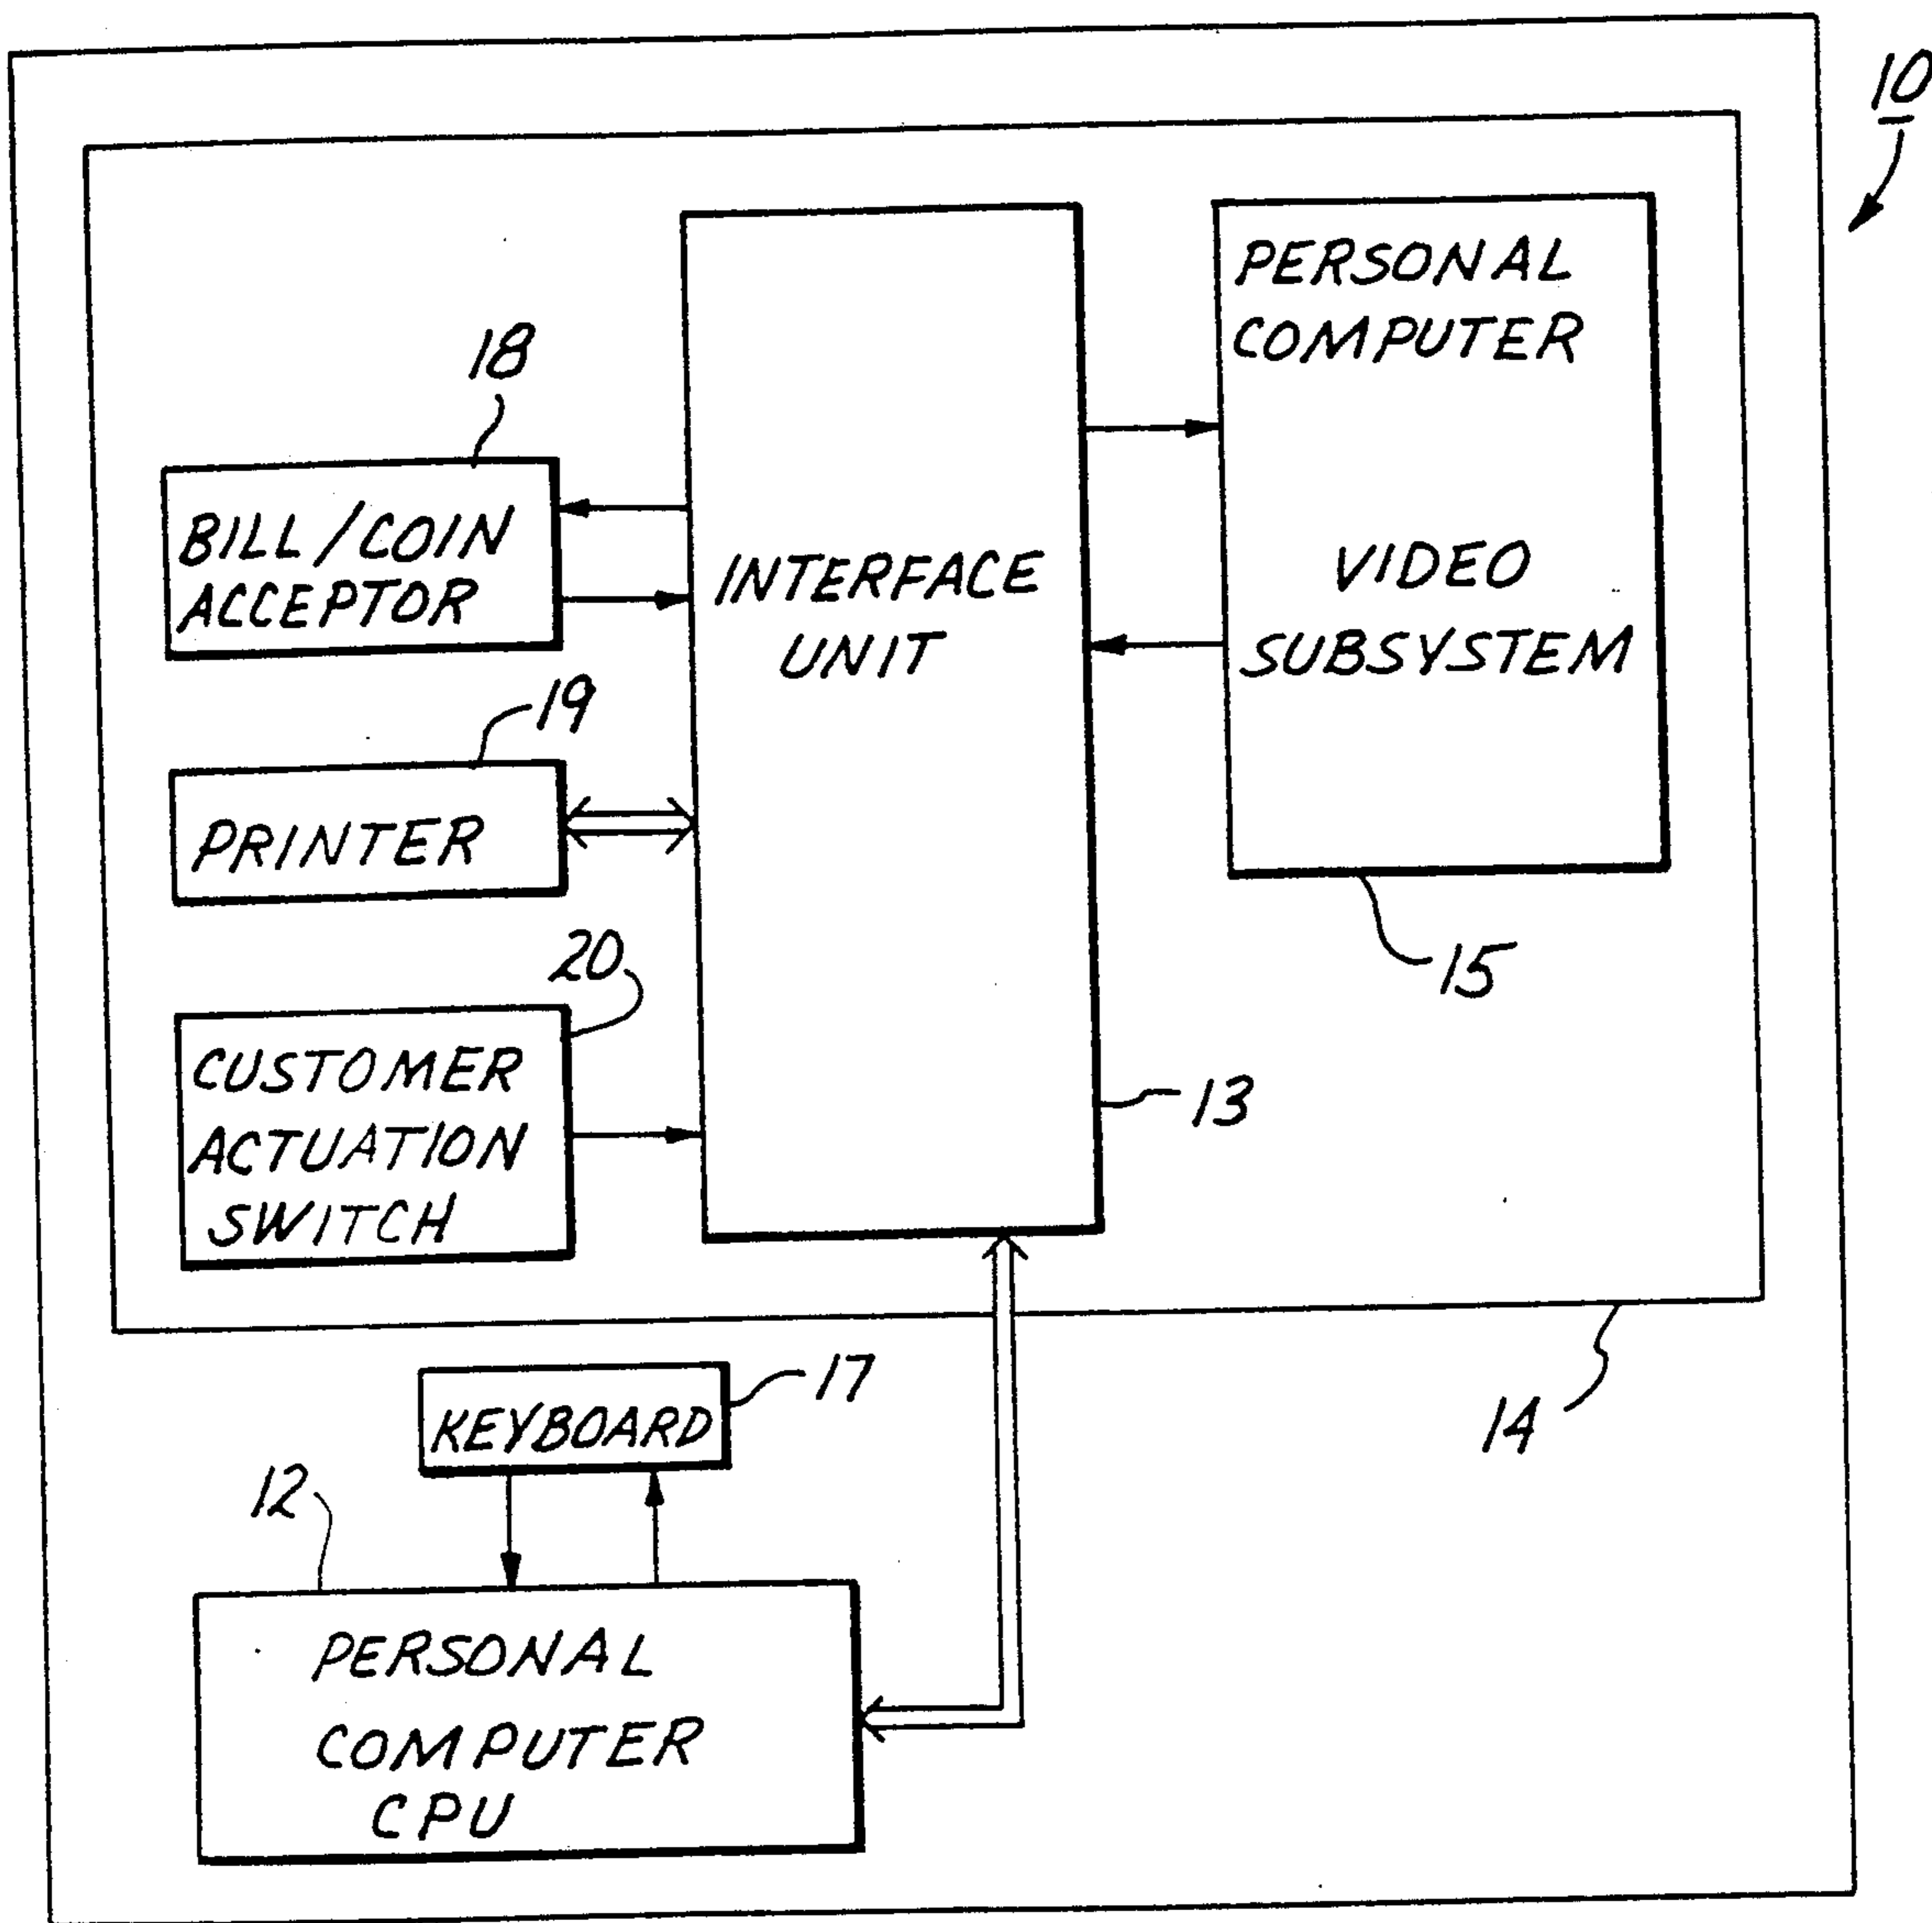 10
PERSONAL
COMPUTER
VIDEO
SUBSYSTEM
15
18
BILL/COIN
ACCEPTOR
INTERFACE
UNIT
19
PRINTER
20
CUSTOMER
ACTUATION
SWITCH
13
14
KEYBOARD
17
12
PERSONAL
COMPUTER
CPU